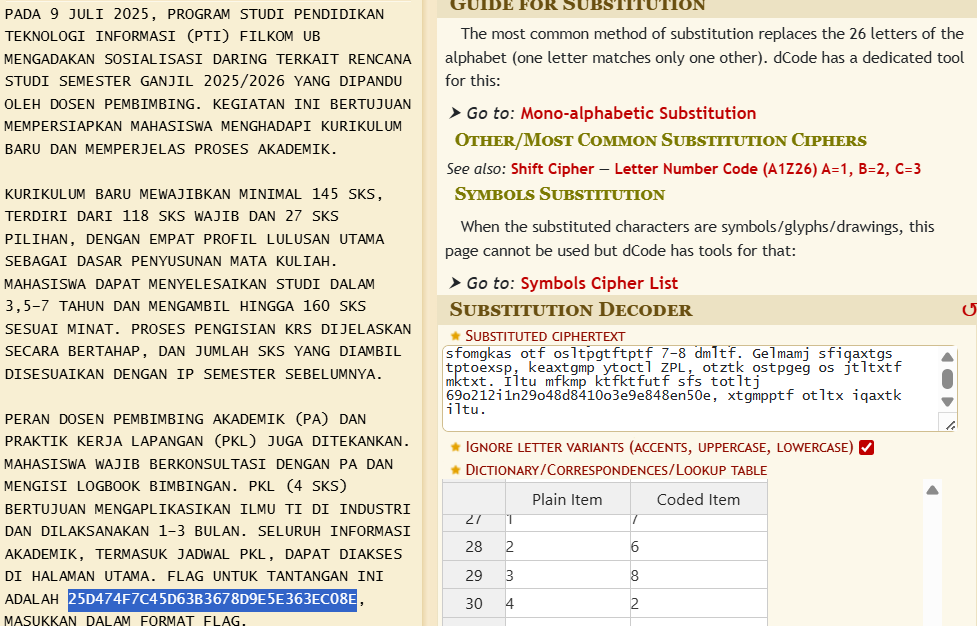 PADA 9 JULI 2025, PROGRAM STUDI PENDIDIKAN
TEKNOLOGI INFORMASI (PTI) FILKOM UB
MENGADAKAN SOSIALISASI DARING TERKAIT RENCANA
STUDI SEMESTER GANJIL 2025/2026 YANG DIPANDU
OLEH DOSEN PEMBIMBING. KEGIATAN INI BERTUJUAN
MEMPERSIAPKAN MAHASISWA MENGHADAPI KURIKULUM
BARU DAN MEMPERJELAS PROSES AKADEMIK.
KURIKULUM BARU MEWAJIBKAN MINIMAL 145 SKS,
TERDIRI DARI 118 SKS WAJIB DAN 27 SKS
PILIHAN, DENGAN EMPAT PROFIL LULUSAN UTAMA
SEBAGAI DASAR PENYUSUNAN MATA KULIAH.
MAHASISWA DAPAT MENYELESAIKAN STUDI DALAM
3,5–7 TAHUN DAN MENGAMBIL HINGGA 160 SKS
SESUAI MINAT. PROSES PENGISIAN KRS DIJELASKAN
SECARA BERTAHAP, DAN JUMLAH SKS YANG DIAMBIL
DISESUAIKAN DENGAN IP SEMESTER SEBELUMNYA.
PERAN DOSEN PEMBIMBING AKADEMIK (PA) DAN
PRAKTIK KERJA LAPANGAN (PKL) JUGA DITEKANKAN.
MAHASISWA WAJIB BERKONSULTASI DENGAN PA DAN
MENGISI LOGBOOK BIMBINGAN. PKL (4 SKS)
BERTUJUAN MENGAPLIKASIKAN ILMU TI DI INDUSTRI
DAN DILAKSANAKAN 1–3 BULAN. SELURUH INFORMASI
AKADEMIK, TERMASUK JADWAL PKL, DAPAT DIAKSES
DI HALAMAN UTAMA. FLAG UNTUK TANTANGAN INI
ADALAH 25D474F7C45D63B3678D9E5E363EC08E,
MASUKKAN DALAM FORMAT FLAG.
GUIDE FOR SUBSTITUTION
The most common method of substitution replaces the 26 letters of the
alphabet (one letter matches only one other). dCode has a dedicated tool
for this:
➤ Go to: Mono-alphabetic Substitution
OTHER/MOST COMMON SUBSTITUTION CIPHERS
See also: Shift Cipher — Letter Number Code (A1Z26) A=1, B=2, C=3
SYMBOLS SUBSTITUTION
When the substituted characters are symbols/glyphs/drawings, this
page cannot be used but dCode has tools for that:
➤ Go to: Symbols Cipher List
SUBSTITUTION DECODER
★ SUBSTITUTED CIPHERTEXT
sfomgkas otf osltpgtftptf 7-8 dmltf. Gelmamj sfiqaxtgs
tptoexsp, keaxtgmp ytoctl ZPL, otztk ostpgeg os jtltxtf
mktxt. Iltu mfkmp ktfktfutf sfs totltj
69o212i1n29o48d8410o3e9e848en50e, xtgmpptf otltx iqaxtk
iltu.
★ IGNORE LETTER VARIANTS (ACCENTS, UPPERCASE, LOWERCASE)
★ DICTIONARY/CORRESPONDENCES/LOOKUP TABLE
Plain Item Coded Item
27 1 7
28 2 6
29 3 8
30 4 2